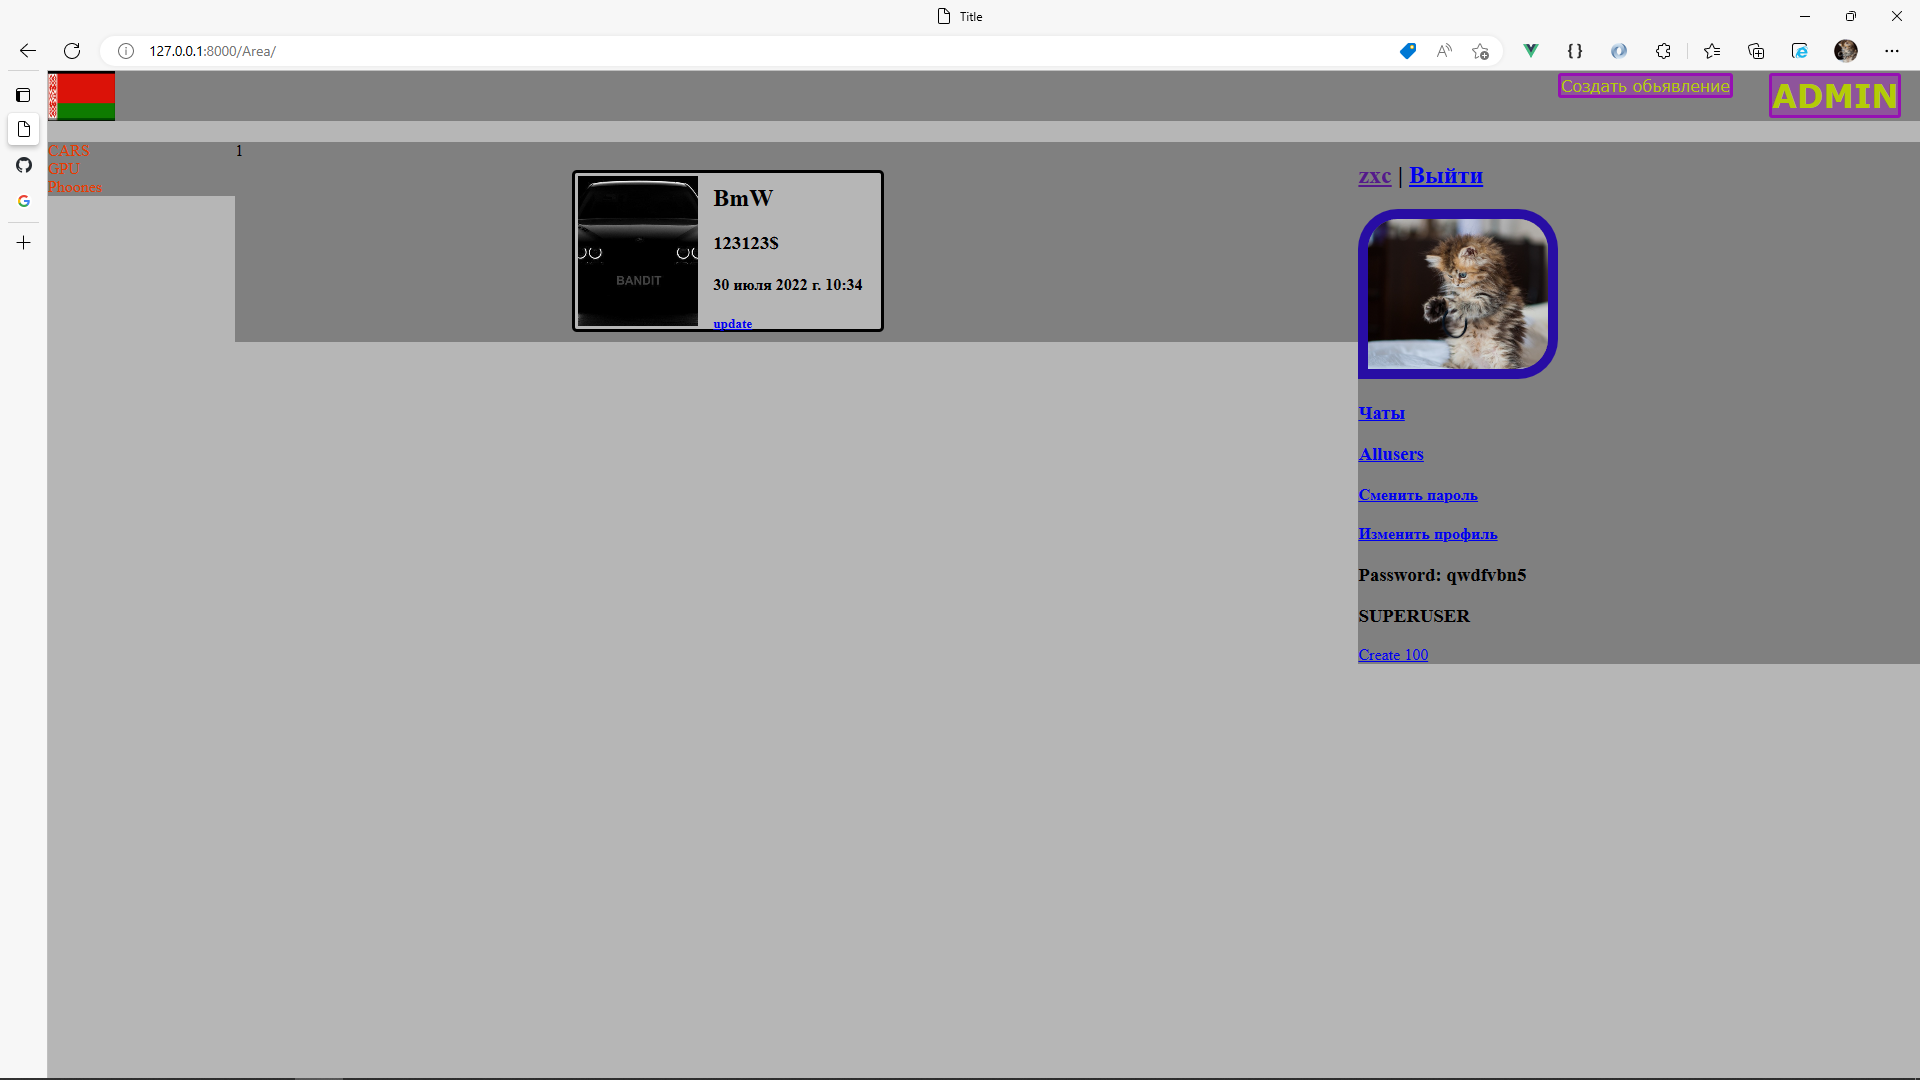 Title
127.0.0.1:8000/Area/
Создать обьявление
ADMIN
CARS
GPU
Phoones
1
BmW
123123$
30 июля 2022 г. 10:34
update
BANDIT
zxc | Выйти
Чаты
Allusers
Сменить пароль
Изменить профиль
Password: qwdfvbn5
SUPERUSER
Create 100